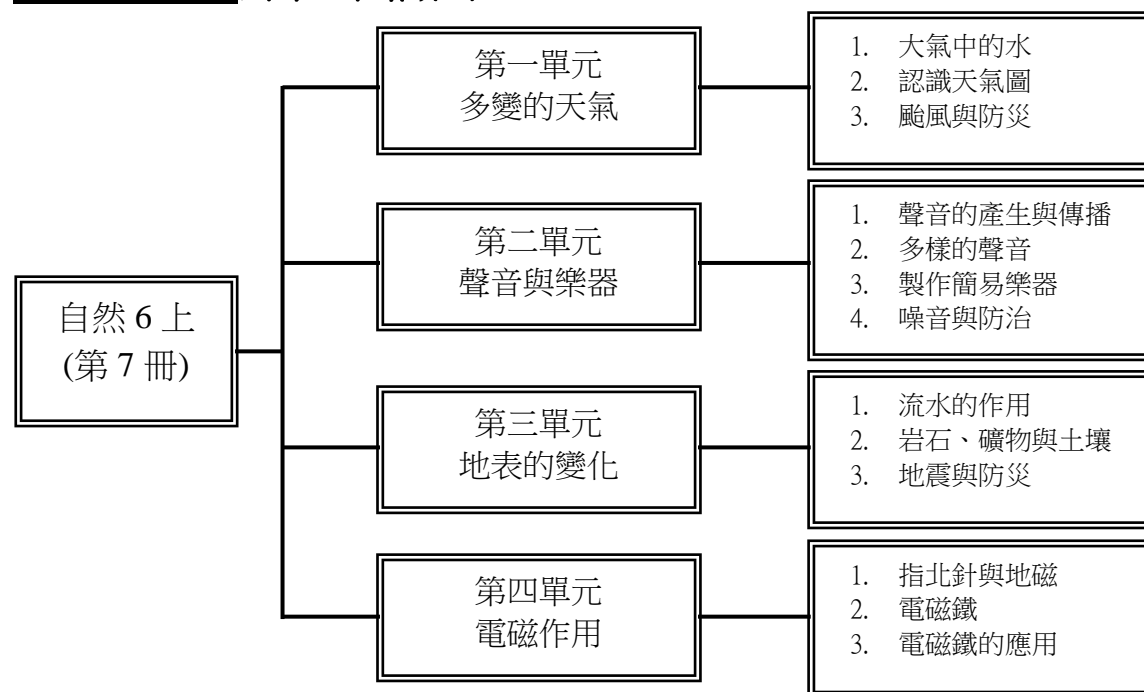 自然 6 上
(第 7 冊)
第一單元
多變的天氣
1. 大氣中的水
2. 認識天氣圖
3. 颱風與防災
第二單元
聲音與樂器
1. 聲音的產生與傳播
2. 多樣的聲音
3. 製作簡易樂器
4. 噪音與防治
第三單元
地表的變化
1. 流水的作用
2. 岩石、礦物與土壤
3. 地震與防災
第四單元
電磁作用
1. 指北針與地磁
2. 電磁鐵
3. 電磁鐵的應用